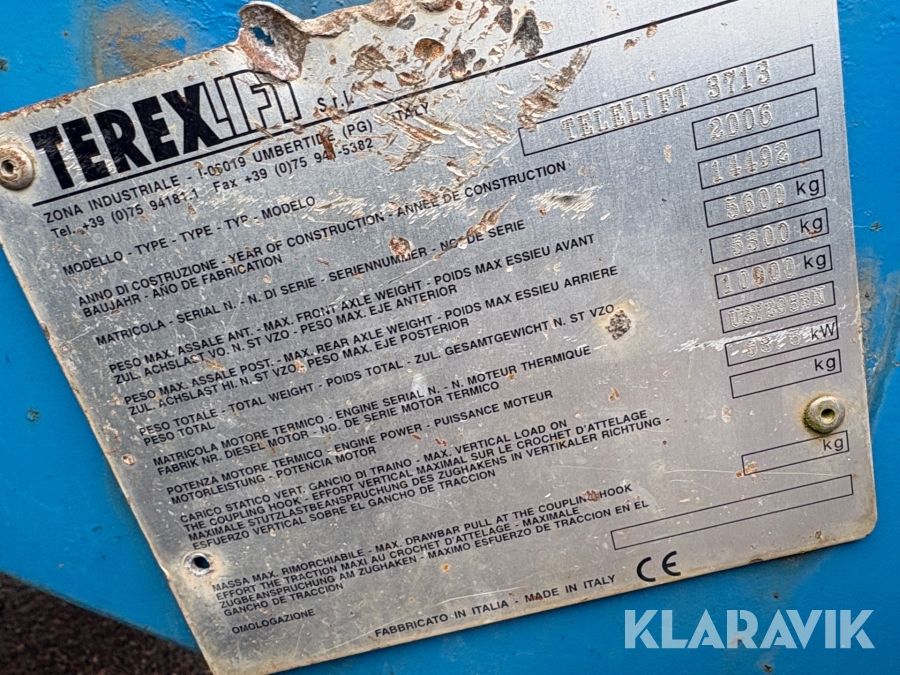 TEREXLIFT S.r.l.
ZONA INDUSTRIALE - I-06019 UMBERTIDE (PG) ITALY
Tel. +39 (0)75 94181.1 Fax +39 (0)75 941-5382
MODELLO - TYPE - TYPE - TYP - MODELO TELELIFT 3713
ANNO DI COSTRUZIONE - YEAR OF CONSTRUCTION - ANNÉE DE CONSTRUCTION 2006
BAUJAHR - AÑO DE FABRICATION
MATRICOLA - SERIAL N. - N. DI SERIE - SERIENNUMMER - NO. DE SERIE 14492
PESO MAX. ASSALE ANT. - MAX. FRONT AXLE WEIGHT - POIDS MAX ESSIEU AVANT 5600 kg
ZUL. ACHSLAST VO. N. ST VZO - PESO MAX. EJE ANTERIOR
PESO MAX. ASSALE POST. - MAX. REAR AXLE WEIGHT - POIDS MAX ESSIEU ARRIERE 5300 kg
ZUL. ACHSLAST HI. N. ST VZO - PESO MAX. EJE POSTERIOR
PESO TOTALE - TOTAL WEIGHT - POIDS TOTAL - ZUL. GESAMTGEWICHT N. ST VZO 10900 kg
PESO TOTAL
MATRICOLA MOTORE TERMICO - ENGINE SERIAL N. - N. MOTEUR THERMIQUE
FABRIK NR. DIESEL MOTOR - NO. DE SERIE MOTOR TERMICO
POTENZA MOTORE TERMICO - ENGINE POWER - PUISSANCE MOTEUR kW
MOTORLEISTUNG - POTENCIA MOTOR
CARICO STATICO VERT. GANCIO DI TRAINO - MAX. VERTICAL LOAD ON kg
THE COUPLING HOOK - EFFORT VERTICAL MAXIMAL SUR LE CROCHET D'ATTELAGE
MAXIMALE STUTZLASTBEANSPRUCHUNG DES ZUGLHAKENS IN VERTIKALER RICHTUNG -
ESFUERZO VERTICAL SOBRE EL GANCHO DE TRACCION
MASSA MAX. RIMORCHIABILE - MAX. DRAWBAR PULL AT THE COUPLING HOOK kg
EFFORT THE TRACTION MAXI AU CROCHET D'ATTELAGE - MAXIMALE
ZUGBEANSPRUCHUNG AM ZUGHAKEN - MAXIMO ESFUERZO DE TRACCION EN EL
GANCHO DE TRACCION
OMOLOGAZIONE
FABBRICATO IN ITALIA - MADE IN ITALY CE
KLARAVIK